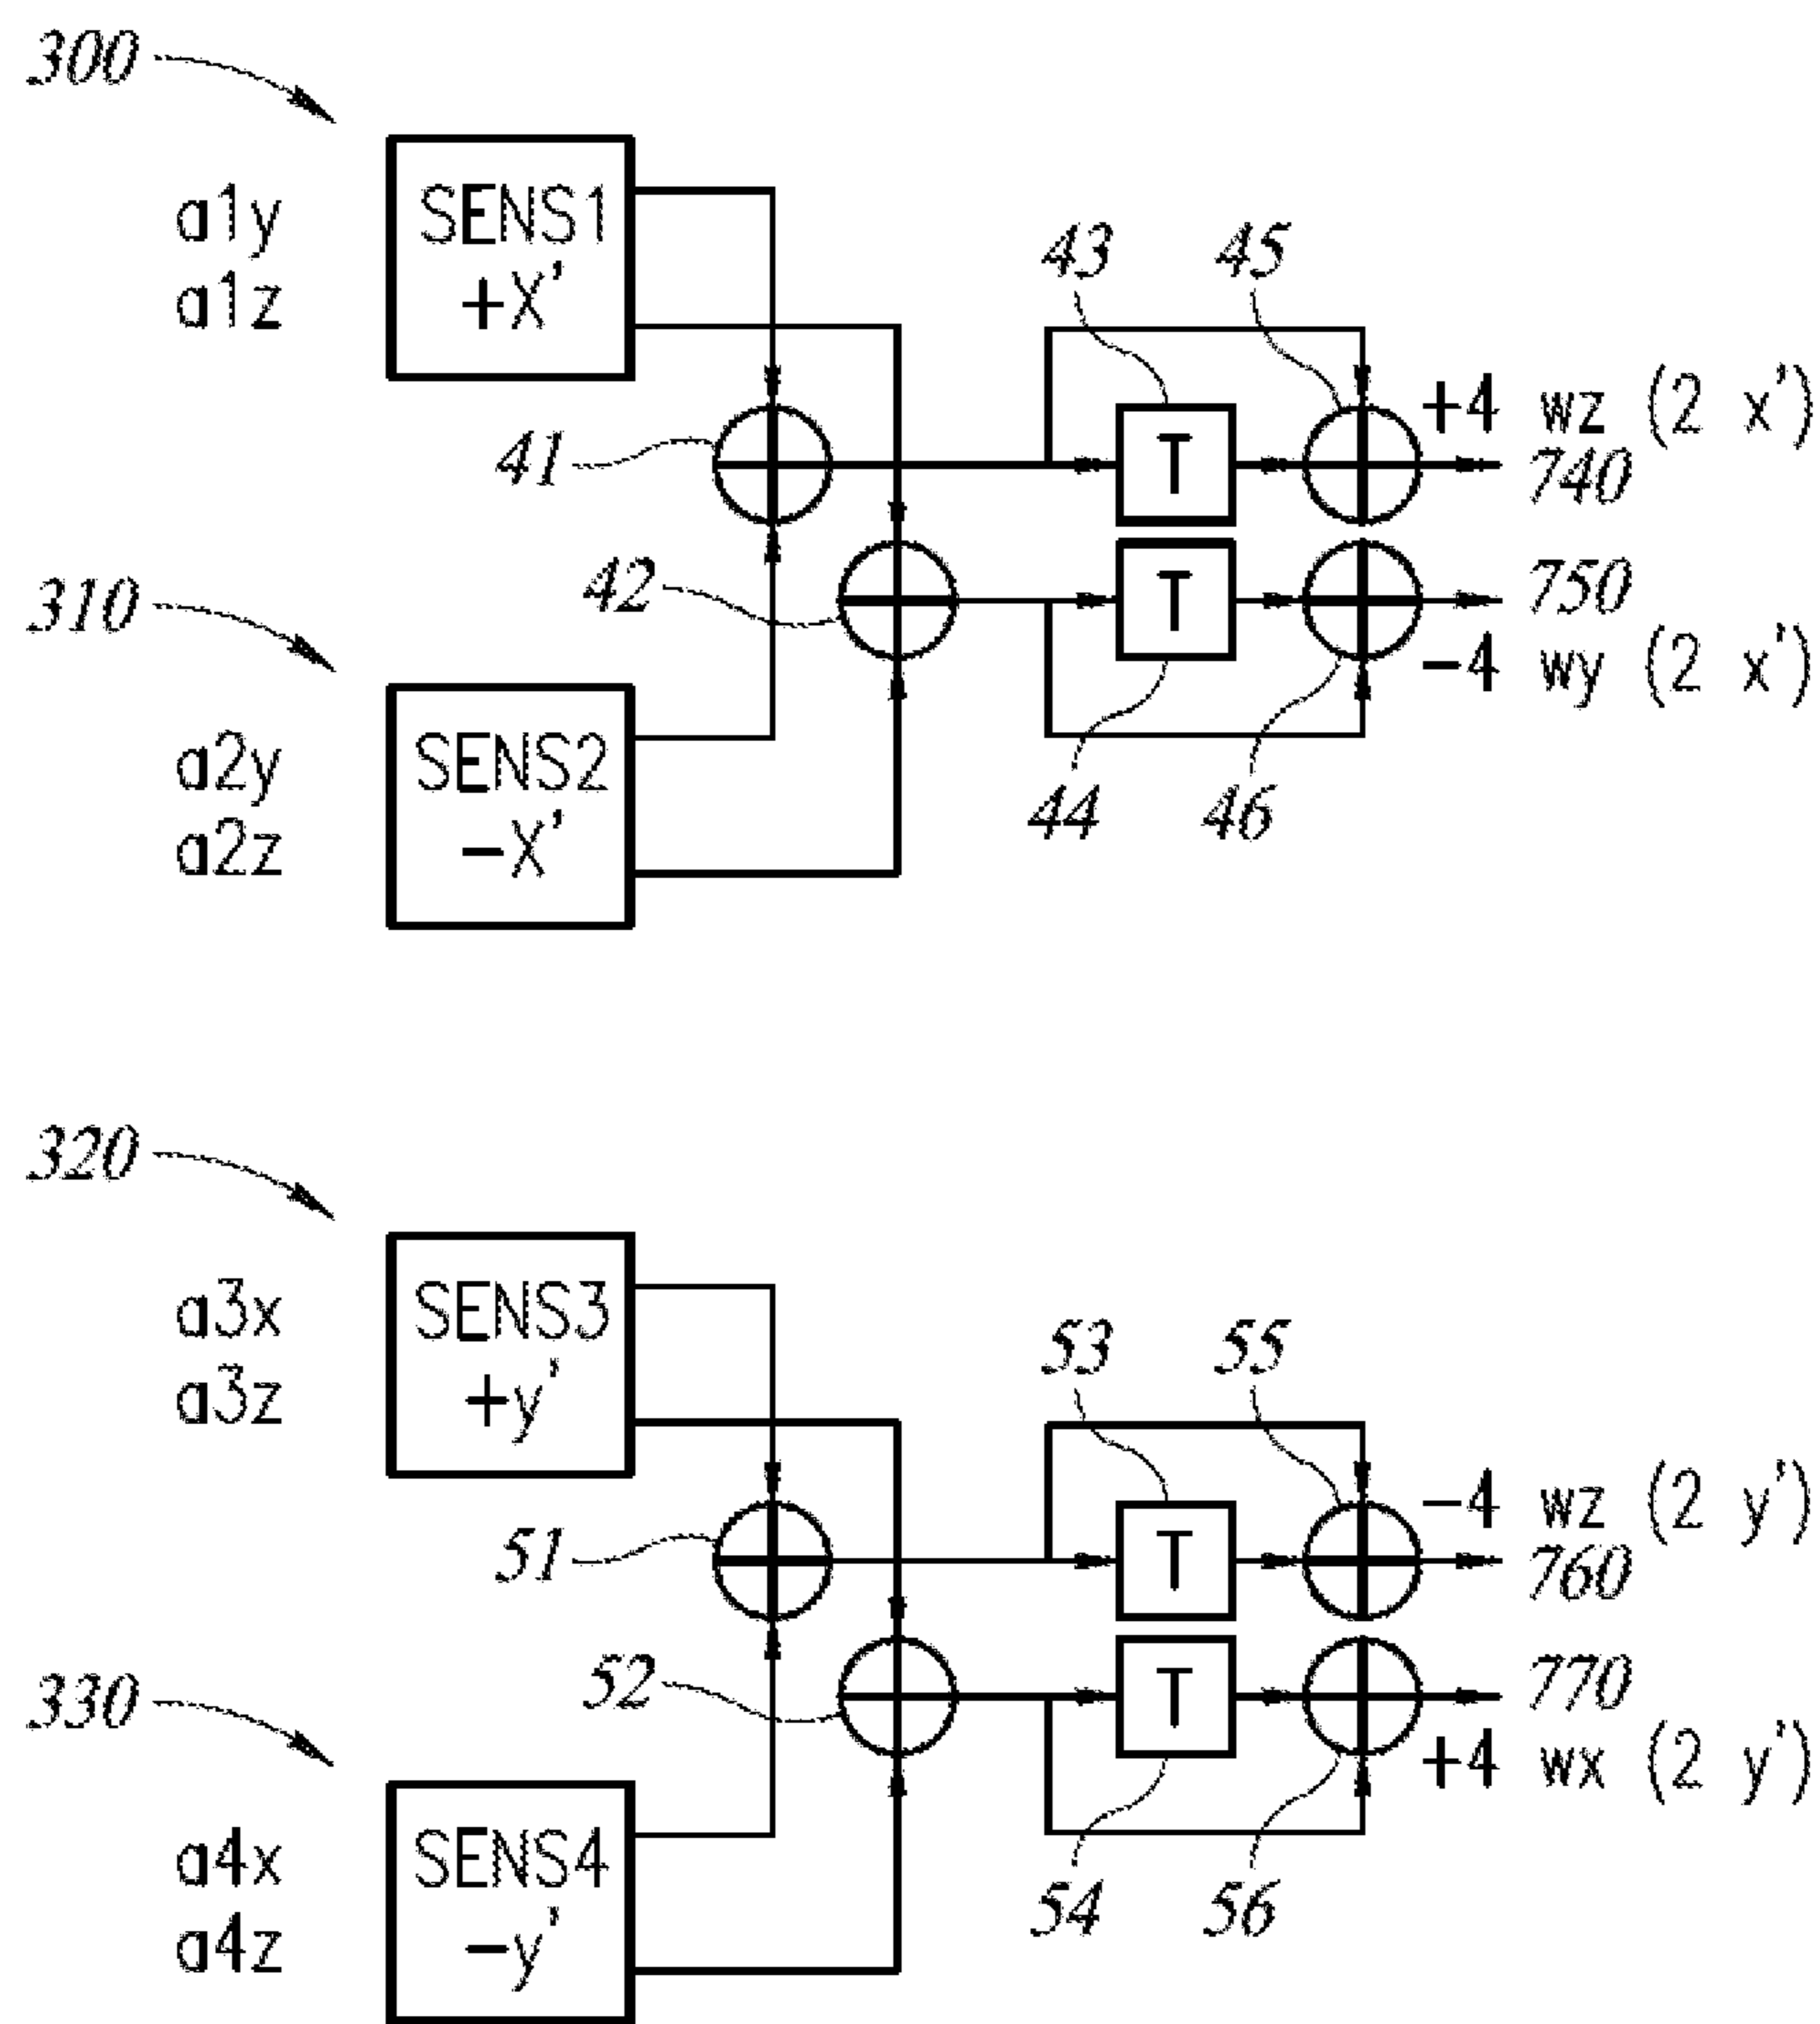 300
a1y
a1z
SENS1
+X'
43
45
41
T
+4 wz (2 x')
740
310
42
T
750
-4 wy (2 x')
a2y
a2z
SENS2
-X'
44
46
320
a3x
a3z
SENS3
+y'
53
55
51
T
-4 wz (2 y')
760
330
52
T
770
+4 wx (2 y')
a4x
a4z
SENS4
-y'
54
56